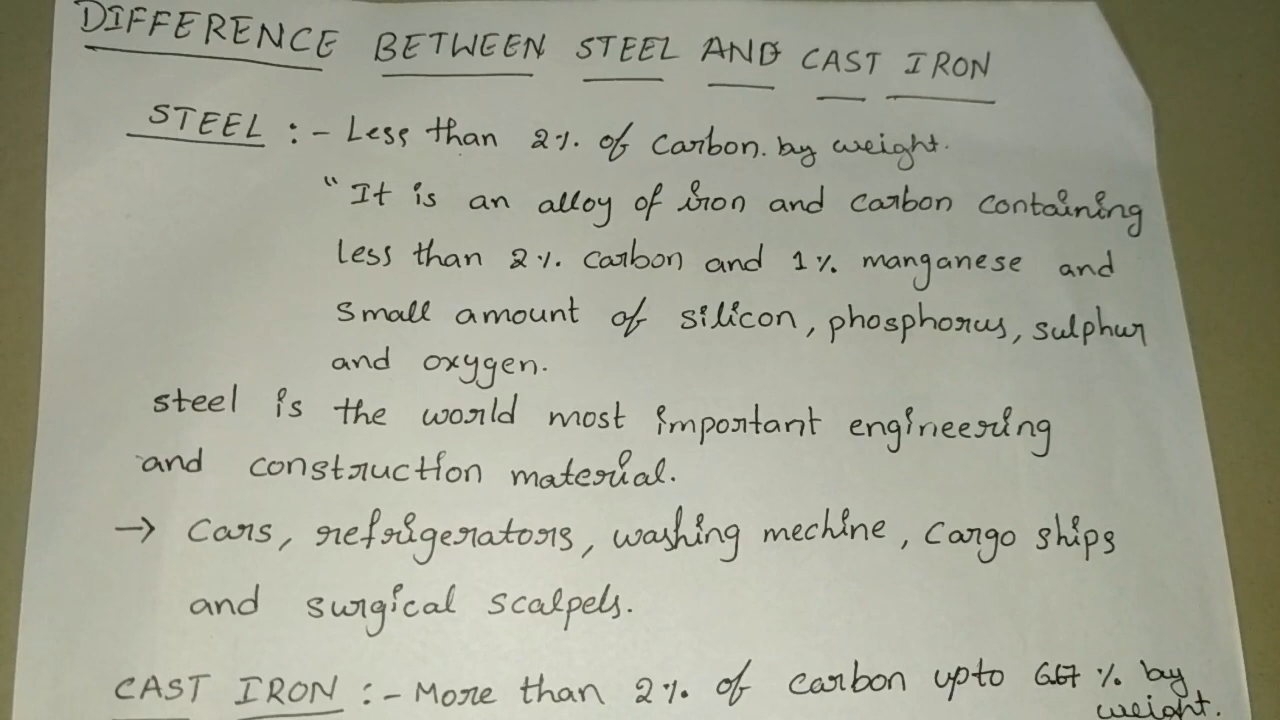 DIFFERENCE BETWEEN STEEL AND CAST IRON
STEEL :- Less than 2%. of Carbon. by weight.
"It is an alloy of iron and carbon containing
less than 2%. carbon and 1% manganese and
small amount of silicon, phosphorus, sulphur
and oxygen.
steel is the world most important engineering
and construction material.
→ Cars, refrigerators, washing mechine, Cargo ships
and surgical scalpels.
CAST IRON :- More than 2%. of carbon upto 6.67 % by
weight.